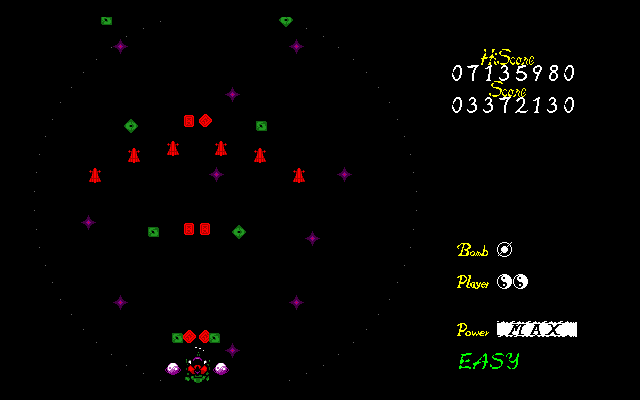 HiScore
07135980
Score
03372130
Bomb
Player
Power MAX
EASY